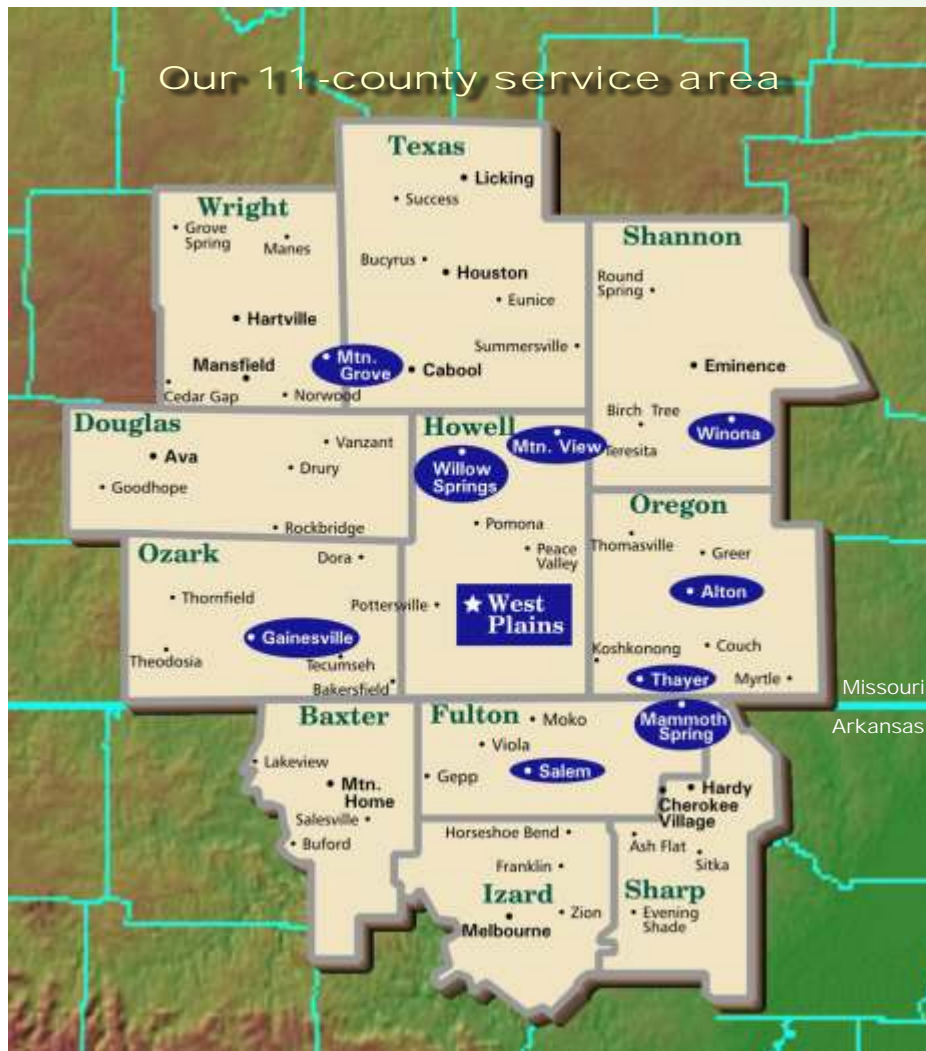 Our 11-county service area
Texas
Licking
Success
Wright
Grove
Spring
Manes
Shannon
Bucyrus
Houston
Round
Spring
Eunice
Hartville
Summersville
Mtn.
Grove
Mansfield
Cabool
Eminence
Cedar Gap
Norwood
Birch Tree
Douglas
Howell
Winona
Vanzant
Mtn. View
Teresita
Ava
Drury
Willow
Springs
Goodhope
Oregon
Rockbridge
Pomona
Thomasville
Ozark
Dora
Peace
Valley
Greer
Thornfield
Potterville
West
Plains
Alton
Gainesville
Koshkonong
Couch
Theodosia
Tecumseh
Bakersfield
Thayer
Myrtle
Missouri
Arkansas
Baxter
Fulton
Moko
Mammoth
Spring
Viola
Lakeview
Gepp
Salem
Mtn.
Home
Hardy
Cherokee
Village
Salesville
Horseshoe Bend
Buford
Ash Flat
Sitka
Franklin
Izard
Sharp
Zion
Evening
Shade
Melbourne